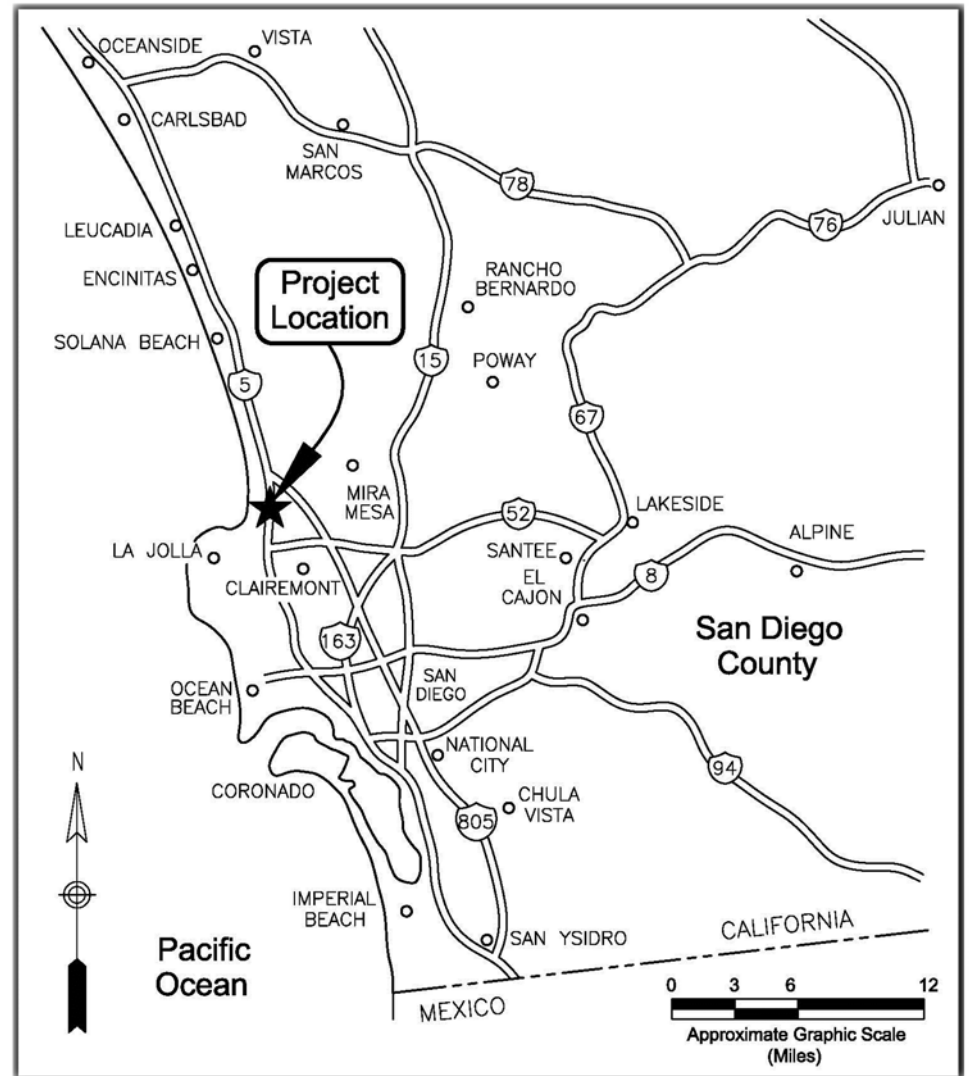 OCEANSIDE
VISTA
CARLSBAD
SAN
MARCOS
78
76
JULIAN
LEUCADIA
ENCINITAS
Project
Location
RANCHO
BERNARDO
SOLANA BEACH
15
POWAY
5
67
MIRA
MESA
52
LAKESIDE
LA JOLLA
CLAIREMONT
SANTEE
ALPINE
EL
CAJON
8
163
San Diego
County
OCEAN
BEACH
SAN
DIEGO
N
NATIONAL
CITY
94
CORONADO
CHULA
VISTA
805
IMPERIAL
BEACH
SAN YSIDRO
CALIFORNIA
Pacific
Ocean
MEXICO
0 3 6 12
Approximate Graphic Scale
(Miles)